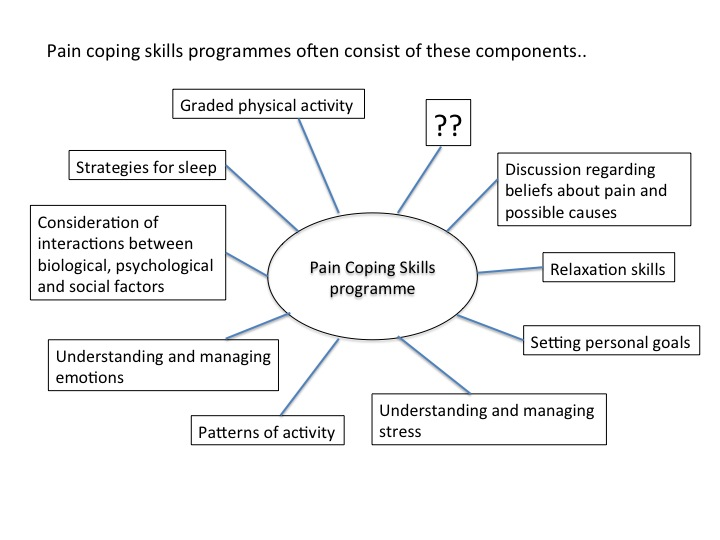 Pain coping skills programmes often consist of these components..
Graded physical activity
??
Strategies for sleep
Discussion regarding
beliefs about pain and
possible causes
Consideration of
interactions between
biological, psychological
and social factors
Pain Coping Skills
programme
Relaxation skills
Setting personal goals
Understanding and managing
emotions
Understanding and managing
stress
Patterns of activity